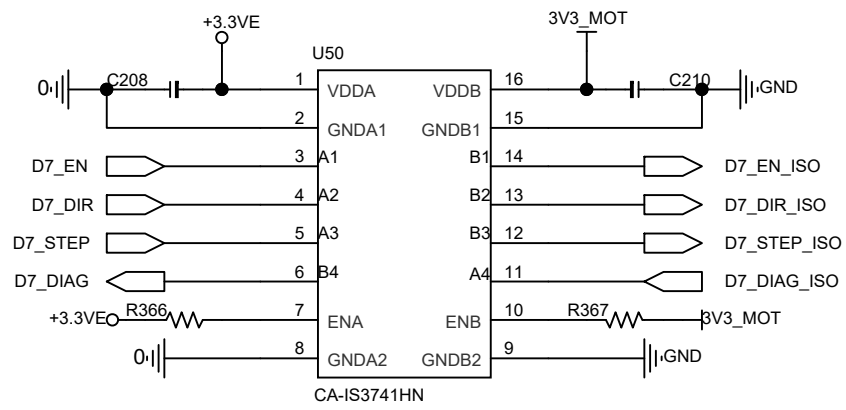 +3.3VE 3V3_MOT
U50
0 C208 1 VDDA VDDB 16 C210 GND
2 GNDA1 GNDB1 15
D7_EN 3 A1 B1 14 D7_EN_ISO
D7_DIR 4 A2 B2 13 D7_DIR_ISO
D7_STEP 5 A3 B3 12 D7_STEP_ISO
D7_DIAG 6 B4 A4 11 D7_DIAG_ISO
+3.3VE R366 7 ENA ENB 10 R367 3V3_MOT
0 8 GNDA2 GNDB2 9 GND
CA-IS3741HN